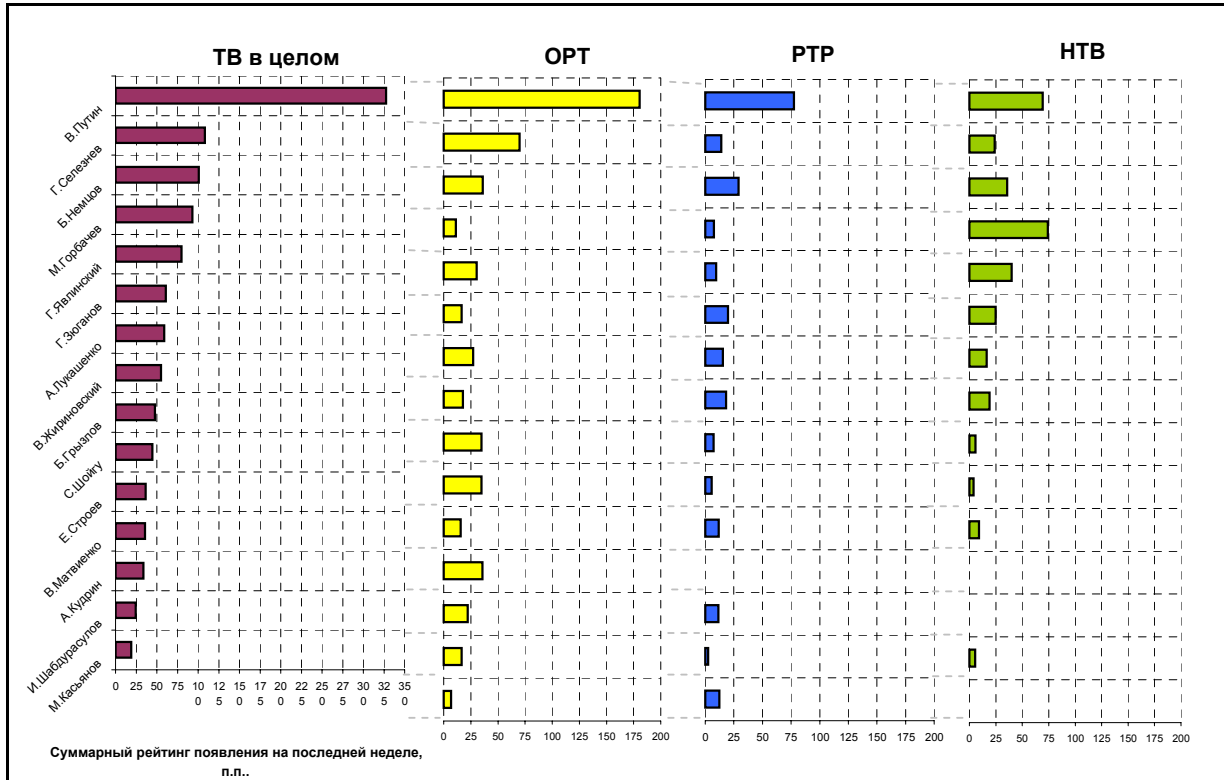 ТВ в целом
ОРТ
РТР
НТВ
В.Путин
Г.Селезнев
Б.Немцов
М.Горбачев
Г.Явлинский
Г.Зюганов
А.Лукашенко
В.Жириновский
Б.Грызлов
С.Шойгу
Е.Строев
В.Матвиенко
А.Кудрин
И.Шабдурасулов
М.Касьянов
0 25 50 75 10 12 15 17 20 22 25 27 30 32 35
0 5 0 5 0 5 0 5 0 5 0
0 25 50 75 100 125 150 175 200
0 25 50 75 100 125 150 175 200
0 25 50 75 100 125 150 175 200
Суммарный рейтинг появления на последней неделе,
п.п..